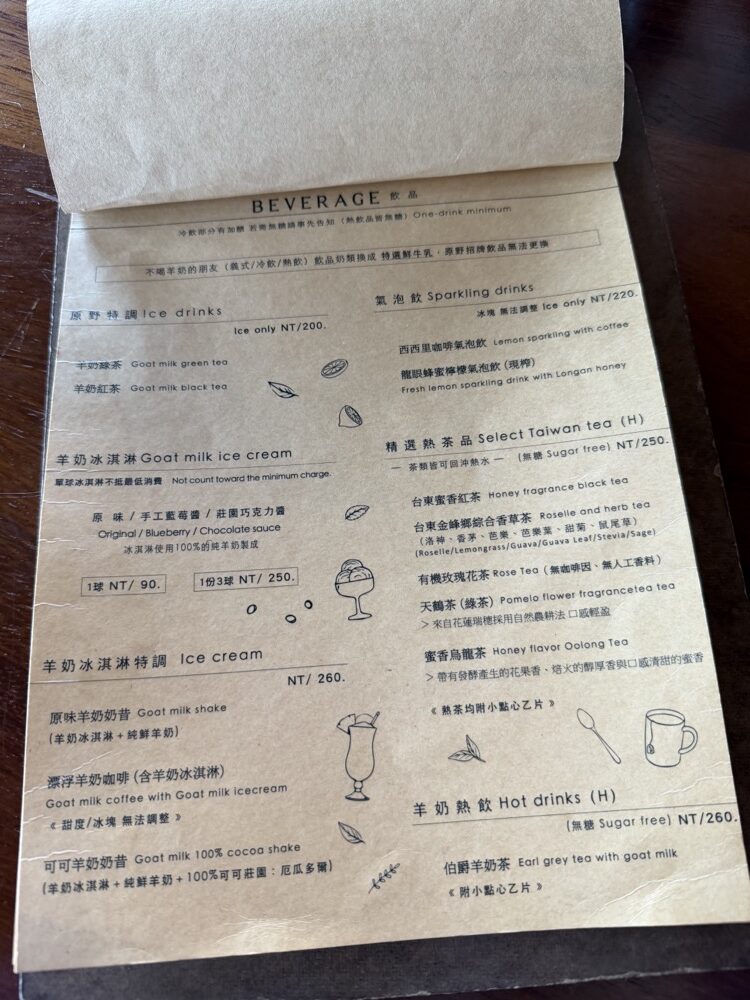 BEVERAGE 飲品
冷飲部分有加糖 若需無糖請事先告知 (熱飲品皆無糖) One-drink minimum
不喝羊奶的朋友 (義式/冷飲/熱飲) 飲品奶類換成 特選鮮牛乳，原野招牌飲品無法更換
原野特調 Ice drinks
Ice only NT/200.
羊奶綠茶 Goat milk green tea
羊奶紅茶 Goat milk black tea
羊奶冰淇淋 Goat milk ice cream
單球冰淇淋不抵最低消費 Not count toward the minimum charge.
原味 / 手工藍莓醬 / 莊園巧克力醬
Original / Blueberry / Chocolate sauce
冰淇淋使用100%的純羊奶製成
1球 NT/ 90.
1份3球 NT/ 250.
羊奶冰淇淋特調 Ice cream
NT/ 260.
原味羊奶奶昔 Goat milk shake
(羊奶冰淇淋 + 純鮮羊奶)
漂浮羊奶咖啡 (含羊奶冰淇淋)
Goat milk coffee with Goat milk icecream
《 甜度/冰塊 無法調整 》
可可羊奶奶昔 Goat milk 100% cocoa shake
(羊奶冰淇淋 + 純鮮羊奶 + 100%可可莊園：厄瓜多爾)
氣泡飲 Sparkling drinks
冰塊 無法調整 Ice only NT/220.
西西里咖啡氣泡飲 Lemon sparkling with coffee
龍眼蜂蜜檸檬氣泡飲 (現榨)
Fresh lemon sparkling drink with Longan honey
精選熱茶品 Select Taiwan tea (H)
— 茶類皆可回沖熱水 — (無糖 Sugar free) NT/250.
台東蜜香紅茶 Honey fragrance black tea
台東金峰鄉綜合香草茶 Roselle and herb tea
(洛神、香茅、芭樂、芭樂葉、甜菊、鼠尾草)
(Roselle/Lemongrass/Guava/Guava Leaf/Stevia/Sage)
有機玫瑰花茶 Rose Tea (無咖啡因、無人工香料)
天鶴茶 (綠茶) Pomelo flower fragrancetea tea
> 來自花蓮瑞穗採用自然農耕法 口感輕盈
蜜香烏龍茶 Honey flavor Oolong Tea
> 帶有發酵產生的花果香、焙火的醇厚香與口感清甜的蜜香
《 熱茶均附小點心乙片 》
羊奶熱飲 Hot drinks (H)
(無糖 Sugar free) NT/260.
伯爵羊奶茶 Earl grey tea with goat milk
《 附小點心乙片 》